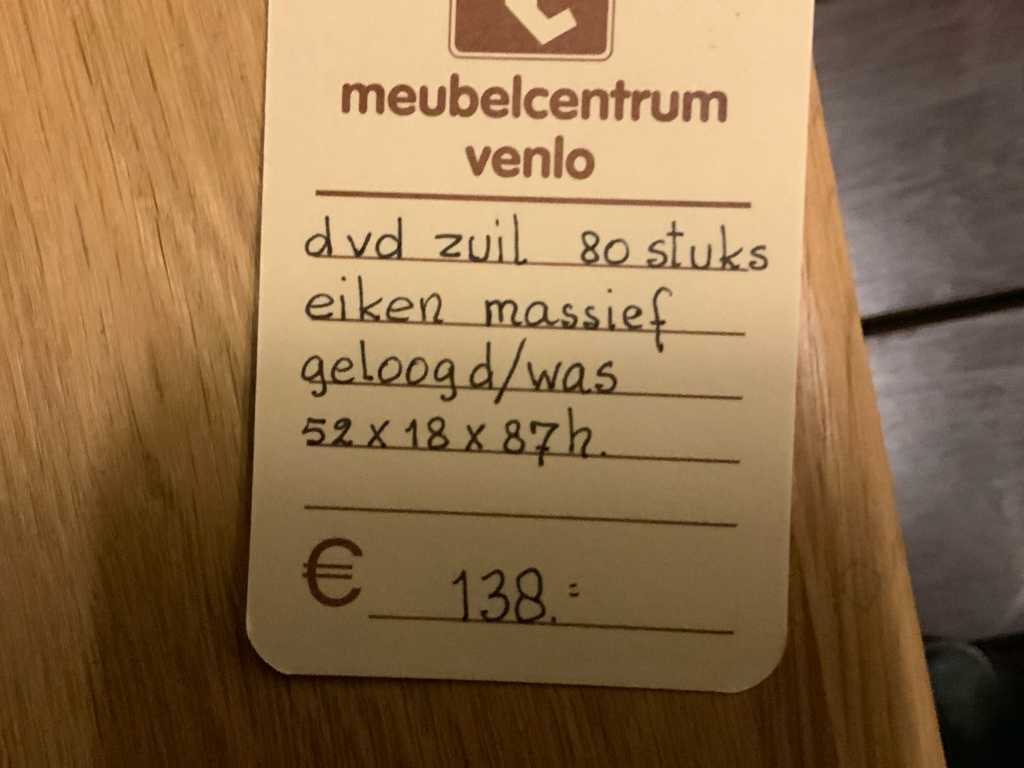 meubelcentrum
venlo
dvd zuil 80 stuks
eiken massief
geloogd/was
52 x 18 x 87h.
€ 138.=